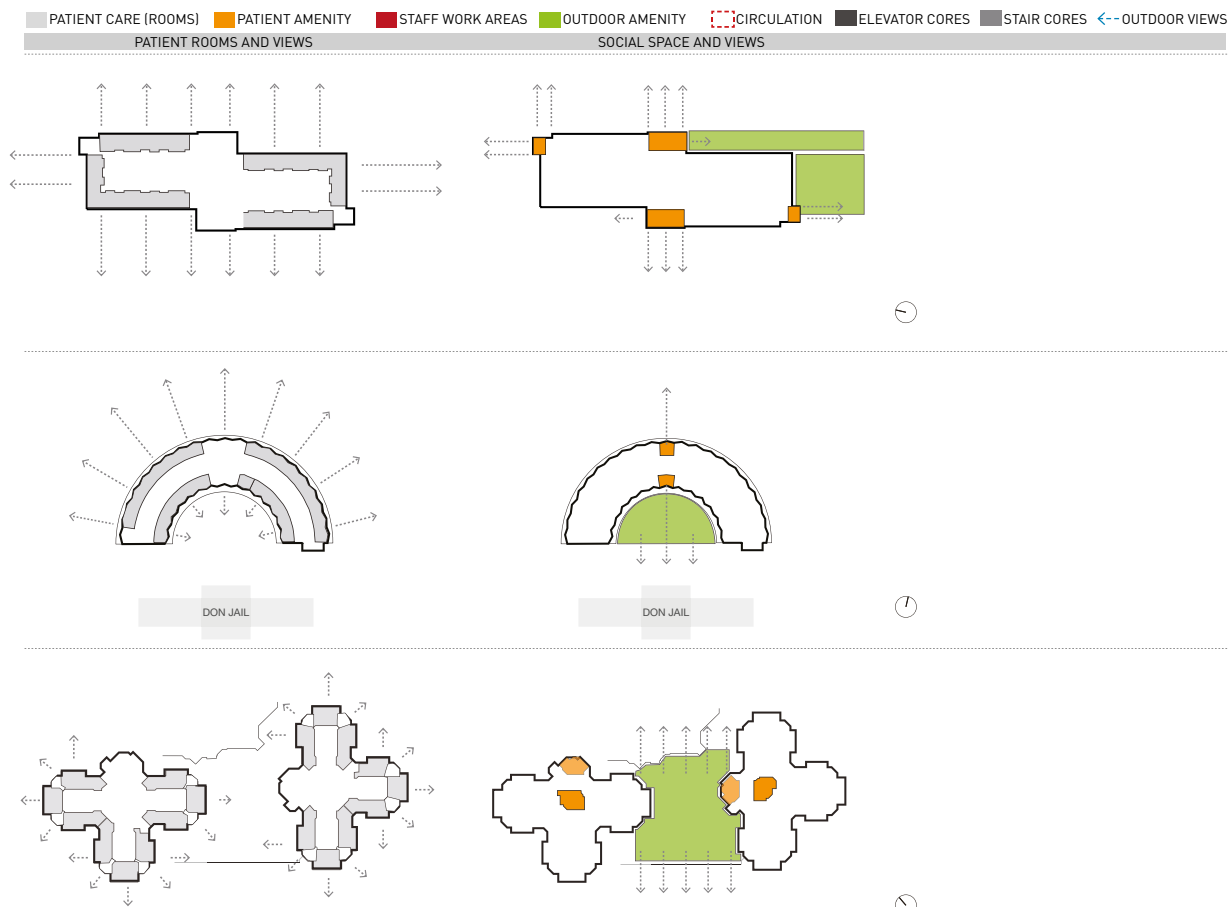 PATIENT CARE (ROOMS) PATIENT AMENITY STAFF WORK AREAS OUTDOOR AMENITY CIRCULATION ELEVATOR CORES STAIR CORES OUTDOOR VIEWS
PATIENT ROOMS AND VIEWS SOCIAL SPACE AND VIEWS
DON JAIL DON JAIL